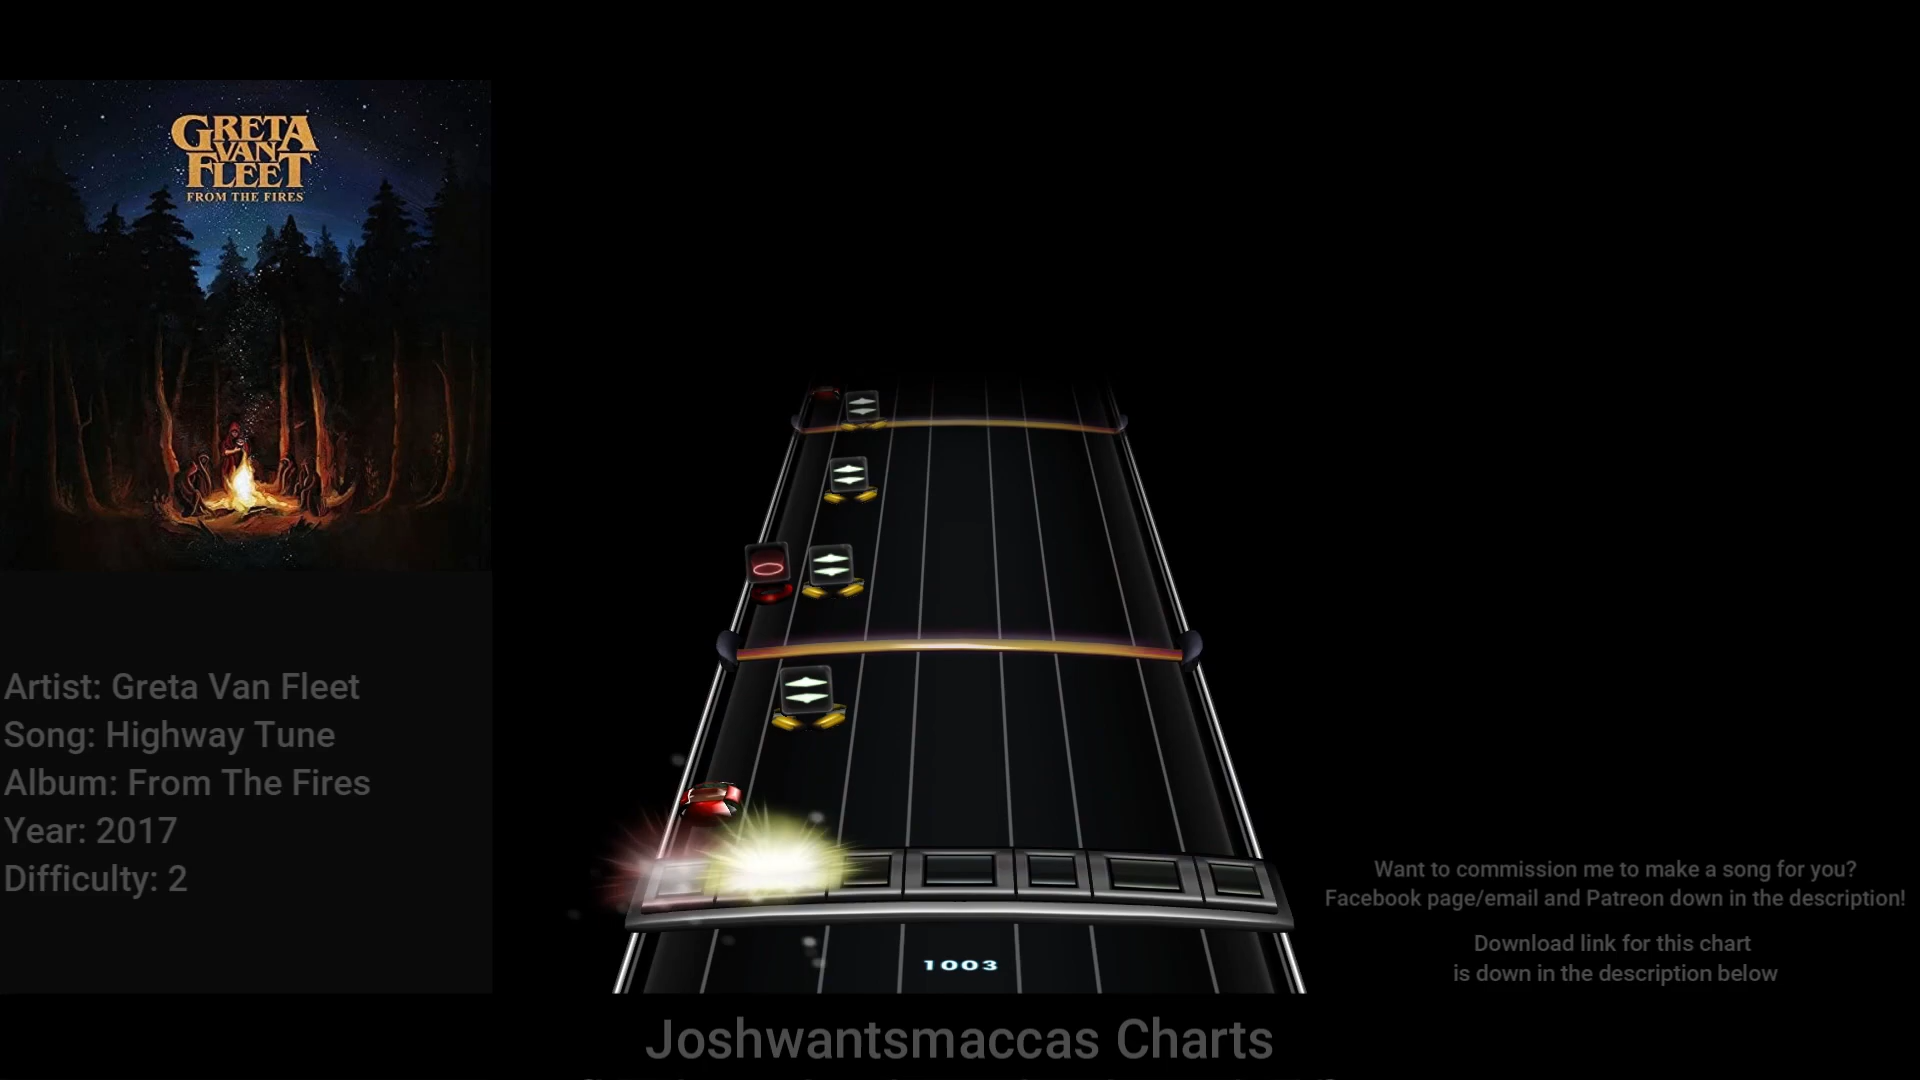 GRETA
VAN
FLEET
FROM THE FIRES
Artist: Greta Van Fleet
Song: Highway Tune
Album: From The Fires
Year: 2017
Difficulty: 2
1003
Want to commission me to make a song for you?
Facebook page/email and Patreon down in the description!
Download link for this chart
is down in the description below
Joshwantsmaccas Charts